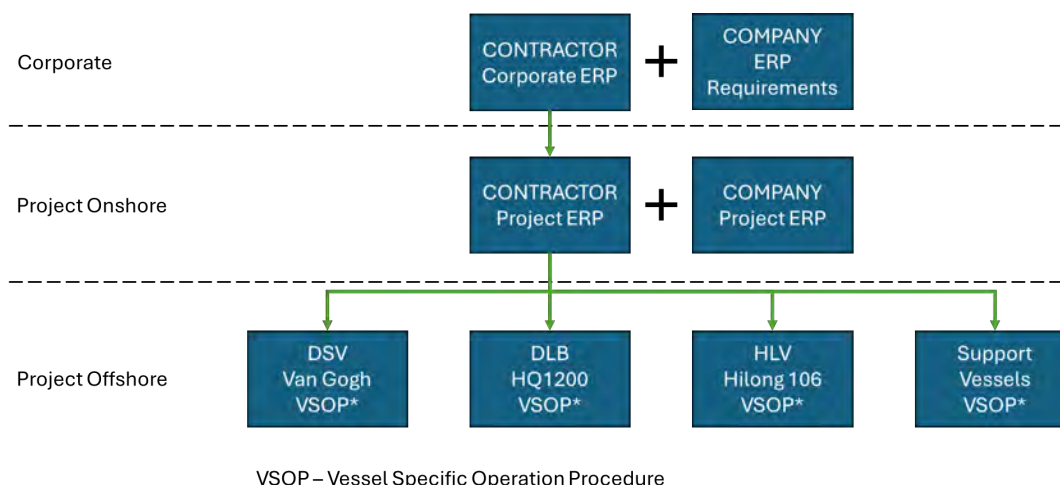 Corporate
CONTRACTOR
Corporate ERP
+
COMPANY
ERP
Requirements
Project Onshore
CONTRACTOR
Project ERP
+
COMPANY
Project ERP
Project Offshore
DSV
Van Gogh
VSOP*
DLB
HQ1200
VSOP*
HLV
Hilong 106
VSOP*
Support
Vessels
VSOP*
VSOP – Vessel Specific Operation Procedure